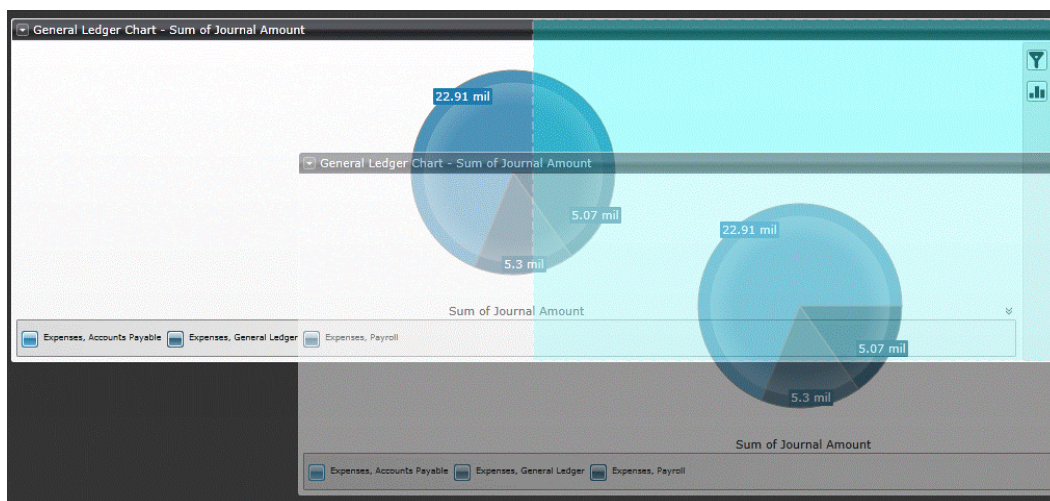 General Ledger Chart - Sum of Journal Amount
22.91 mil
General Ledger Chart - Sum of Journal Amount
5.07 mil
22.91 mil
5.3 mil
Sum of Journal Amount
Expenses, Accounts Payable Expenses, General Ledger Expenses, Payroll
5.07 mil
5.3 mil
Sum of Journal Amount
Expenses, Accounts Payable Expenses, General Ledger Expenses, Payroll